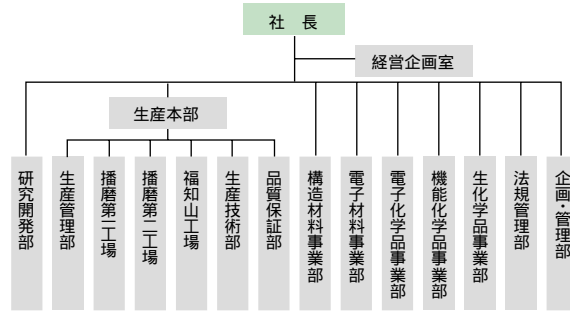 社 長
経営企画室
生産本部
研究開発部
生産管理部
播磨第一工場
播磨第二工場
福知山工場
生産技術部
品質保証部
構造材料事業部
電子材料事業部
電子化学品事業部
機能化学品事業部
生化学品事業部
法規管理部
企画・管理部